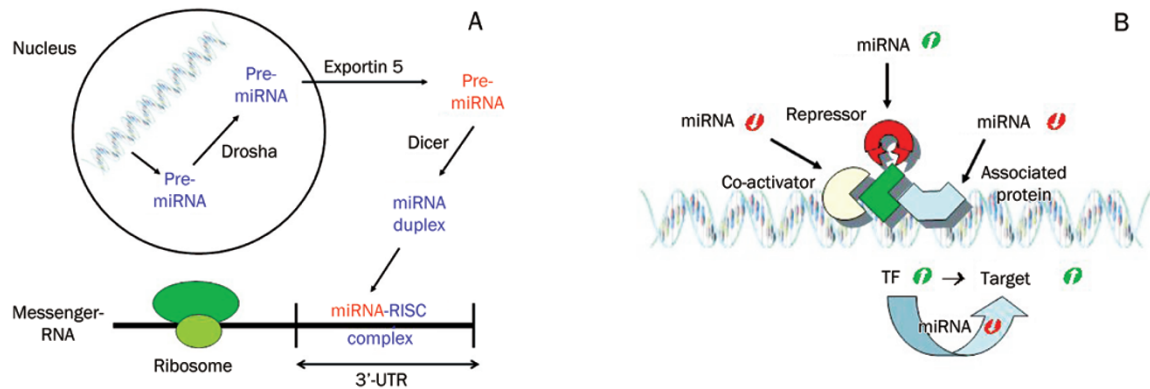 A
Nucleus
Pre-
miRNA
Drosha
Pre-
miRNA
Exportin 5
Pre-
miRNA
Dicer
miRNA
duplex
Messenger-
RNA
Ribosome
miRNA-RISC
complex
3'-UTR
B
miRNA
Repressor
miRNA
miRNA
Co-activator
Associated
protein
TF
Target
miRNA